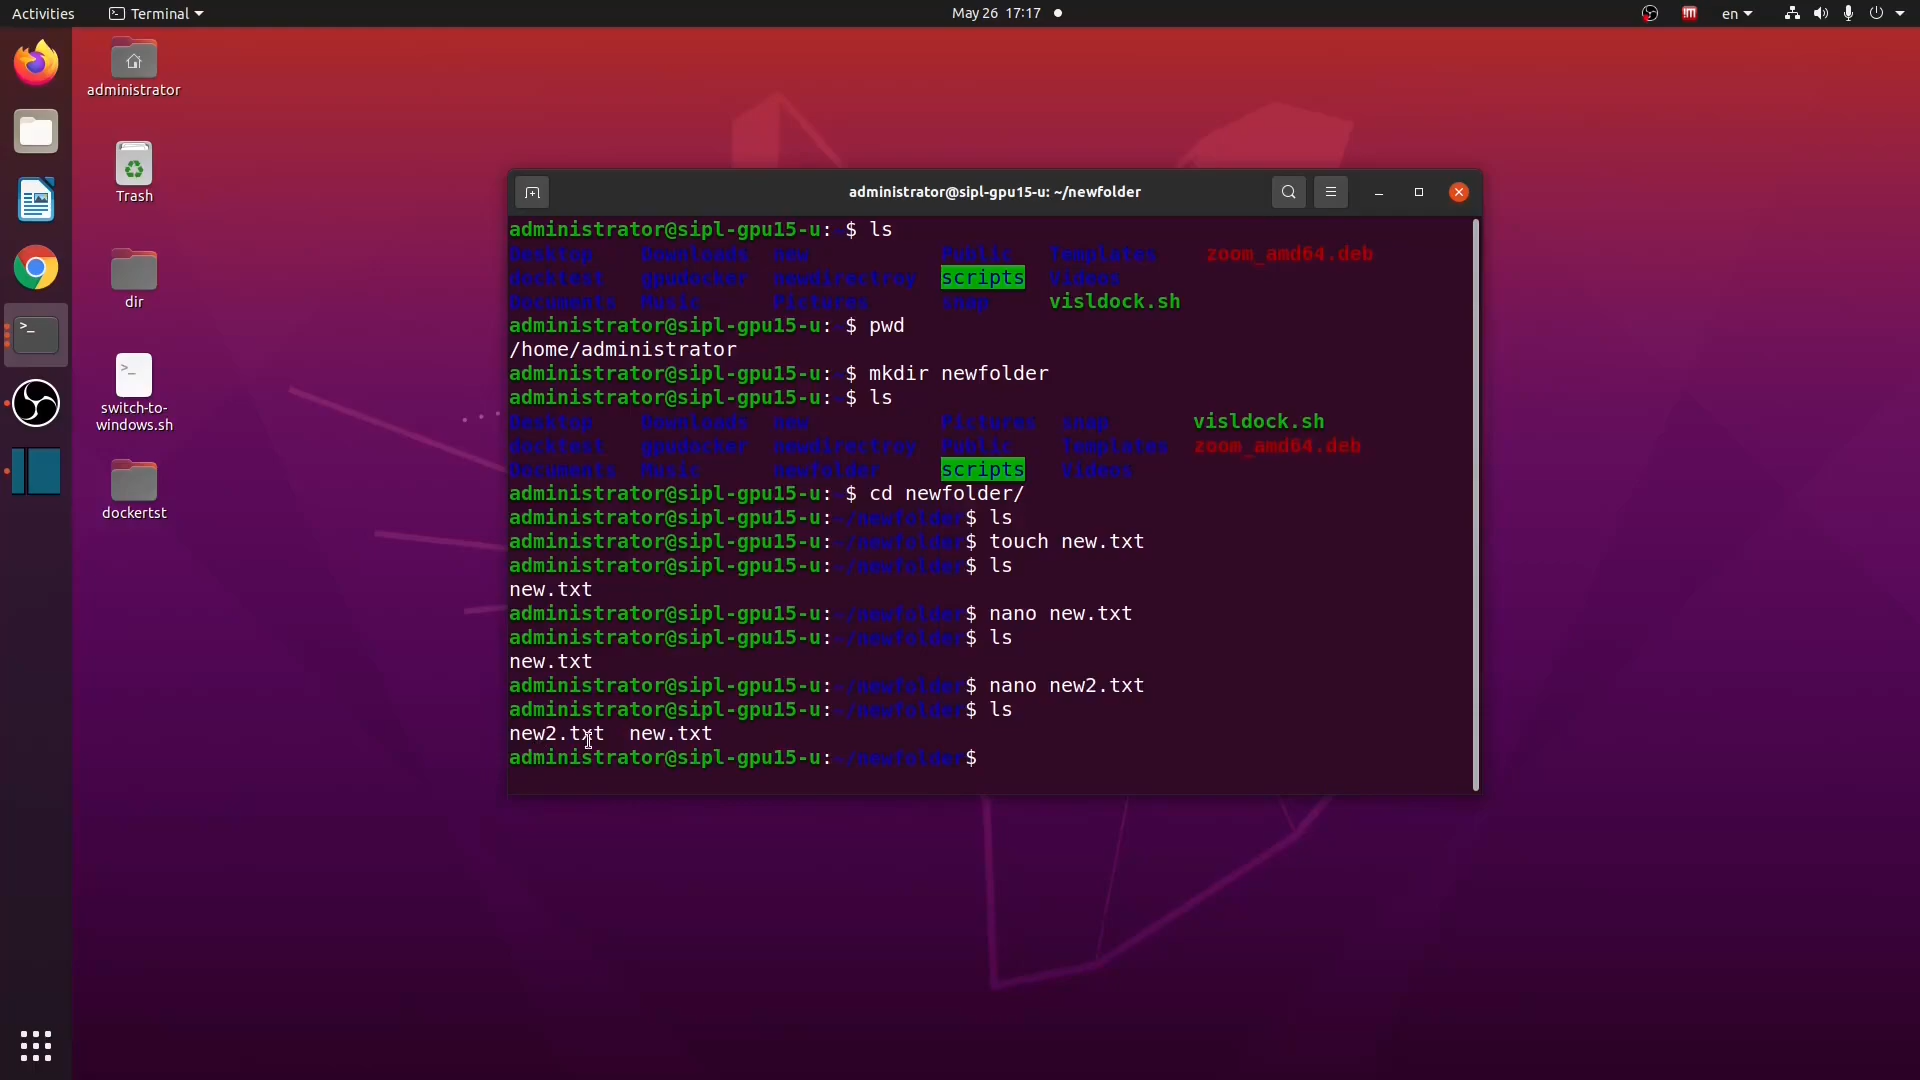 Activities Terminal May 26 17:17 en
administrator
Trash
dir
switch-to-
windows.sh
dockertst
administrator@sipl-gpu15-u: ~/newfolder
administrator@sipl-gpu15-u:~$ ls
Desktop Downloads new Public Templates zoom_amd64.deb
docktest gpudocker newdirectroy scripts Videos
Documents Music Pictures snap visldock.sh
administrator@sipl-gpu15-u:~$ pwd
/home/administrator
administrator@sipl-gpu15-u:~$ mkdir newfolder
administrator@sipl-gpu15-u:~$ ls
Desktop Downloads new Pictures snap visldock.sh
docktest gpudocker newdirectroy Public Templates zoom_amd64.deb
Documents Music newfolder scripts Videos
administrator@sipl-gpu15-u:~$ cd newfolder/
administrator@sipl-gpu15-u:~/newfolder$ ls
administrator@sipl-gpu15-u:~/newfolder$ touch new.txt
administrator@sipl-gpu15-u:~/newfolder$ ls
new.txt
administrator@sipl-gpu15-u:~/newfolder$ nano new.txt
administrator@sipl-gpu15-u:~/newfolder$ ls
new.txt
administrator@sipl-gpu15-u:~/newfolder$ nano new2.txt
administrator@sipl-gpu15-u:~/newfolder$ ls
new2.txt new.txt
administrator@sipl-gpu15-u:~/newfolder$